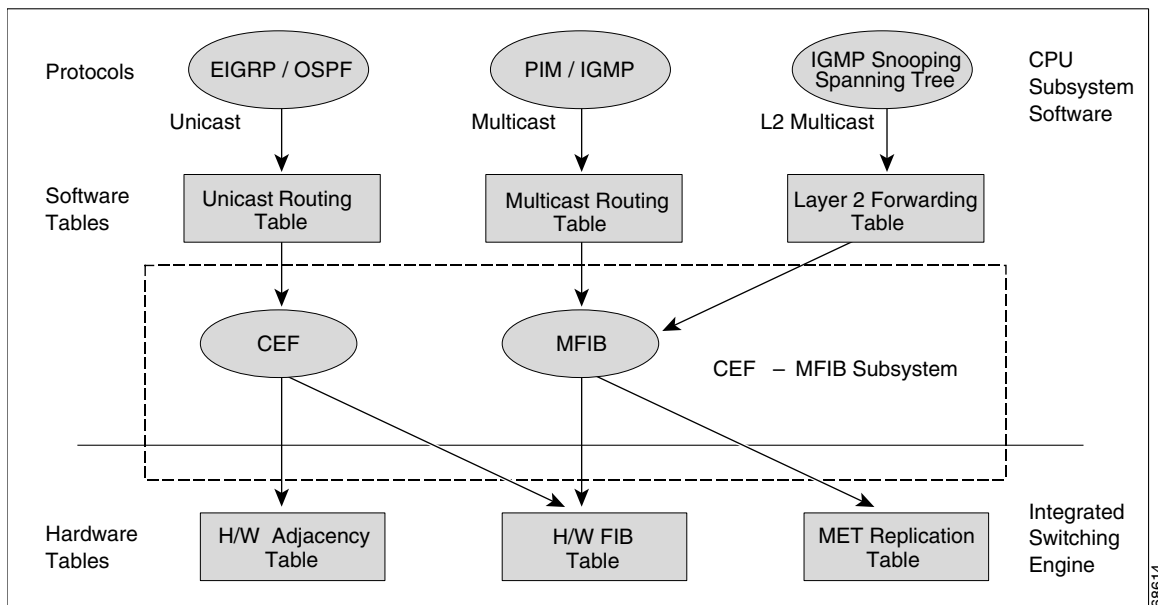 Protocols
EIGRP / OSPF
PIM / IGMP
IGMP Snooping
Spanning Tree
CPU
Subsystem
Software
Unicast
Multicast
L2 Multicast
Software
Tables
Unicast Routing
Table
Multicast Routing
Table
Layer 2 Forwarding
Table
CEF
MFIB
CEF – MFIB Subsystem
Hardware
Tables
H/W Adjacency
Table
H/W FIB
Table
MET Replication
Table
Integrated
Switching
Engine
68614